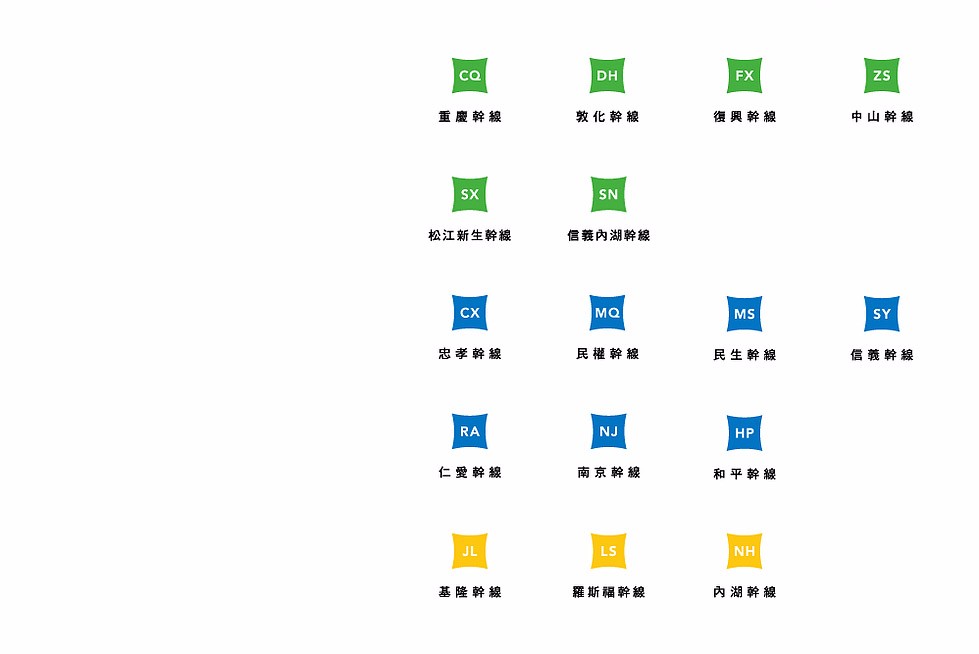 CQ DH FX ZS
重慶幹線 敦化幹線 復興幹線 中山幹線
SX SN
松江新生幹線 信義內湖幹線
CX MQ MS SY
忠孝幹線 民權幹線 民生幹線 信義幹線
RA NJ HP
仁愛幹線 南京幹線 和平幹線
JL LS NH
基隆幹線 羅斯福幹線 內湖幹線